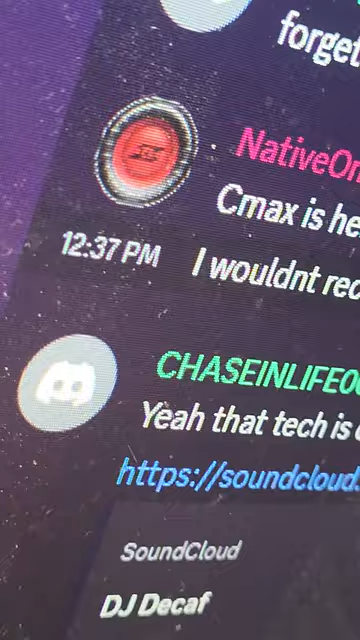 forget
NativeOn
Cmax is he
12:37 PM I wouldnt rec
CHASEINLIFE0
Yeah that tech is
https://soundcloud.
SoundCloud
DJ Decaf